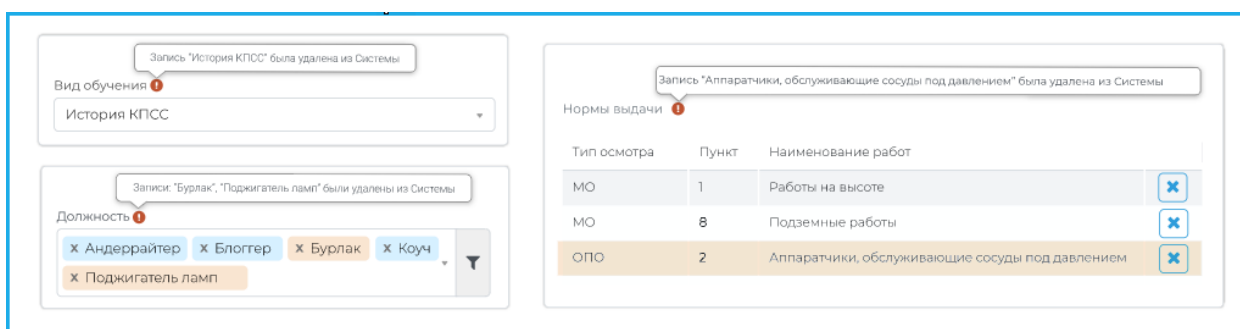 Запись "История КПСС" была удалена из Системы
Вид обучения
История КПСС
Записи: "Бурлак", "Поджигатель ламп" были удалены из Системы
Должность
x Андеррайтер x Блоггер x Бурлак x Коуч
x Поджигатель ламп
Запись "Аппаратчики, обслуживающие сосуды под давлением" была удалена из Системы
Нормы выдачи
Тип осмотра Пункт Наименование работ
МО 1 Работы на высоте
МО 8 Подземные работы
ОПО 2 Аппаратчики, обслуживающие сосуды под давлением